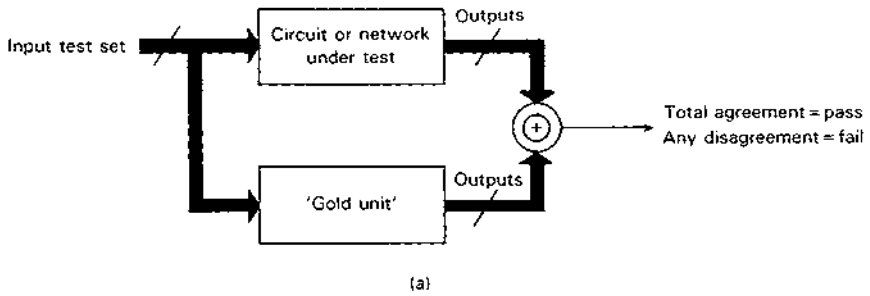 Outputs
Input test set
Circuit or network
under test
+
Total agreement = pass
Any disagreement = fail
Outputs
'Gold unit'
(a)